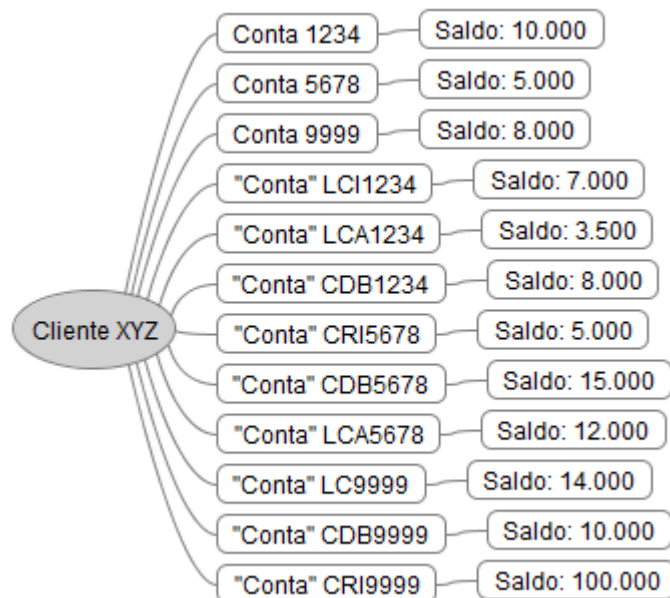 Conta 1234 Saldo: 10.000
Conta 5678 Saldo: 5.000
Conta 9999 Saldo: 8.000
"Conta" LCI1234 Saldo: 7.000
"Conta" LCA1234 Saldo: 3.500
"Conta" CDB1234 Saldo: 8.000
Cliente XYZ
"Conta" CRI5678 Saldo: 5.000
"Conta" CDB5678 Saldo: 15.000
"Conta" LCA5678 Saldo: 12.000
"Conta" LC9999 Saldo: 14.000
"Conta" CDB9999 Saldo: 10.000
"Conta" CRI9999 Saldo: 100.000